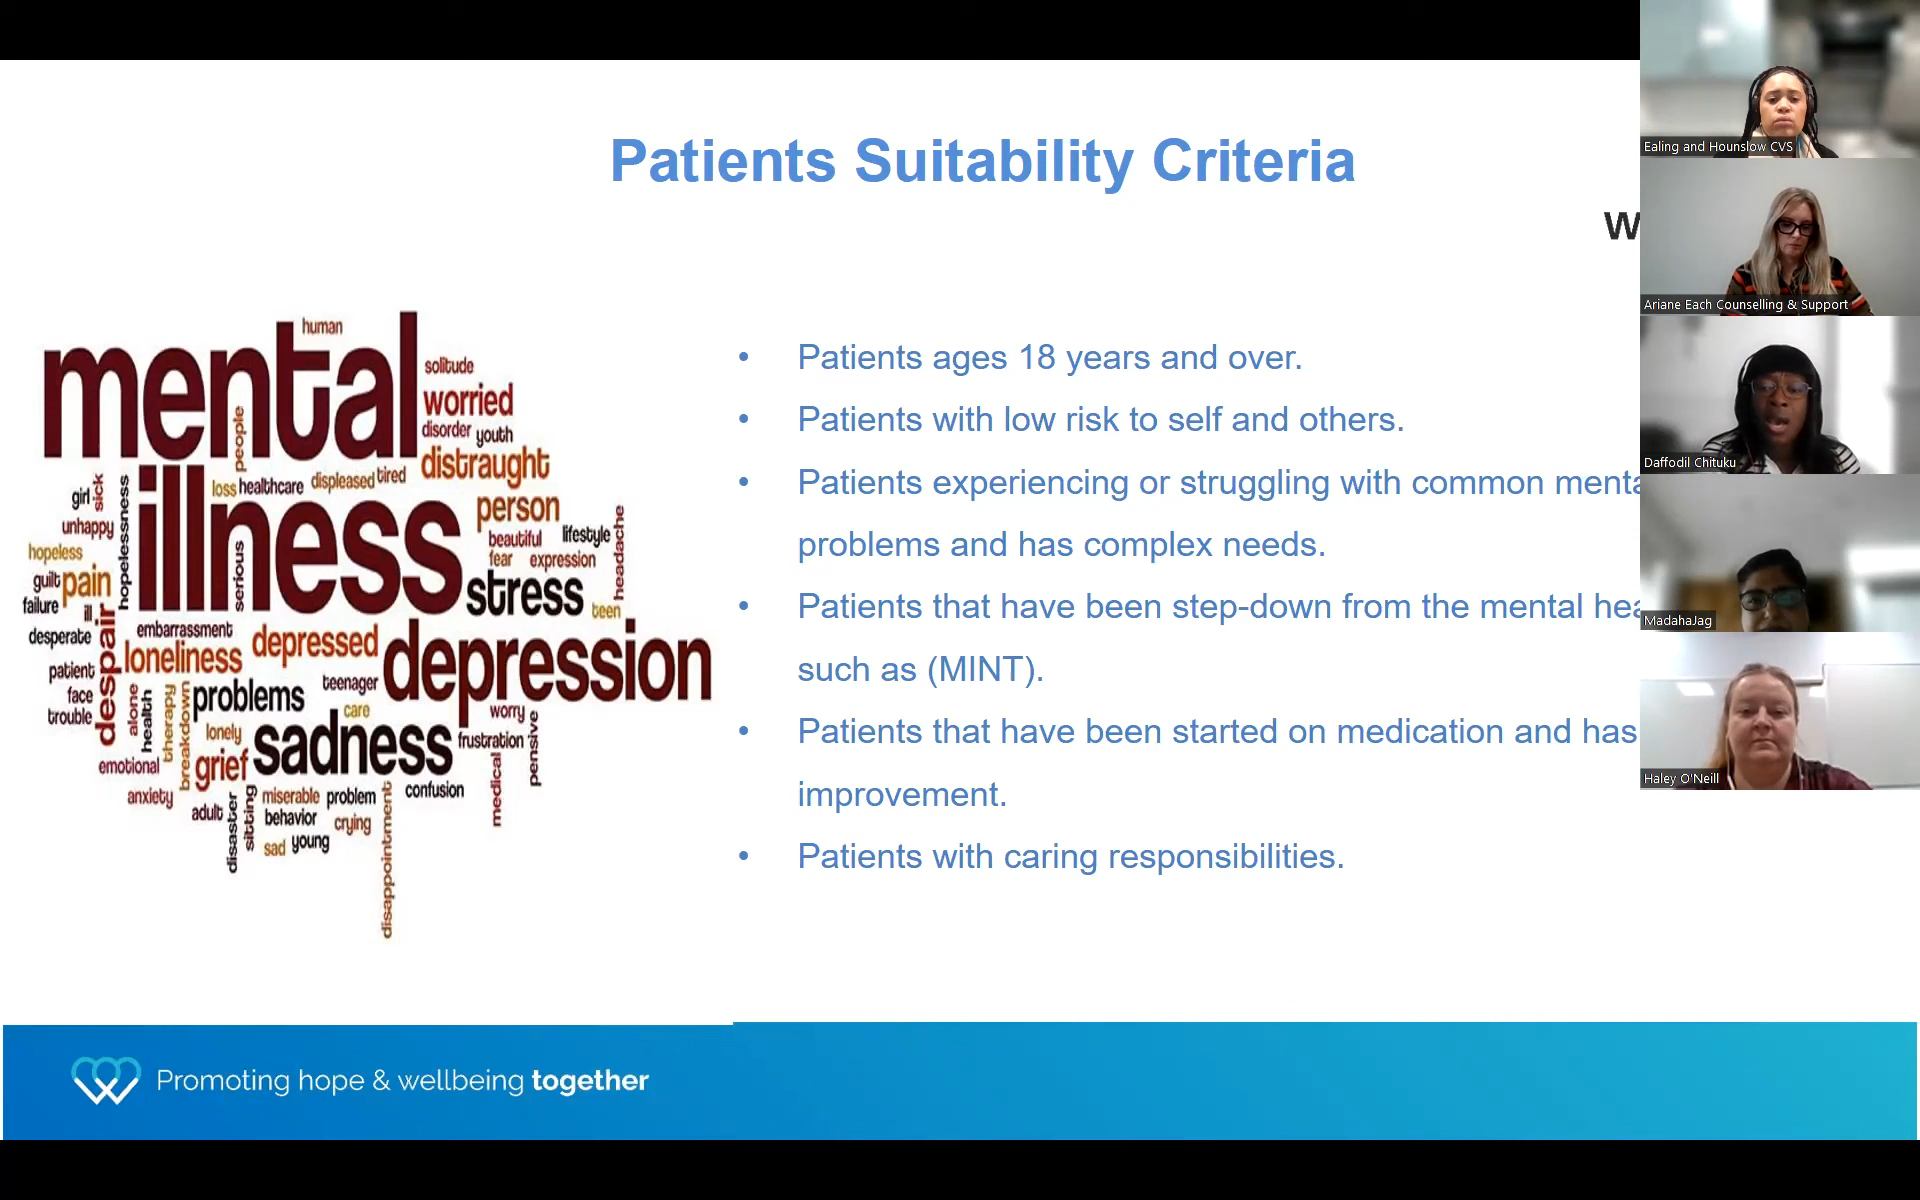 Patients Suitability Criteria
W
• Patients ages 18 years and over.
• Patients with low risk to self and others.
• Patients experiencing or struggling with common menta
problems and has complex needs.
• Patients that have been step-down from the mental hea
such as (MINT).
• Patients that have been started on medication and has
improvement.
• Patients with caring responsibilities.
human
mental
solitude
worried
people
disorder youth
distraught
girl
sick
hopelessness
loss healthcare displeased tired
illness
person
unhappy
beautiful lifestyle
headache
hopeless
serious
fear expression
guilt pain
stress teen
failure ill
desperate
despair
embarrassment
loneliness depressed depression
patient
face
trouble
alone
health
therapy
breakdown
problems teenager
care
worry
lonely
sadness frustration
pensive
emotional
grief
medical
anxiety
adult
disaster
sitting
miserable problem
confusion
behavior crying
sad young
disappointment
Promoting hope & wellbeing together
Ealing and Hounslow CVS
Ariane Each Counselling & Support
Daffodil Chituku
MadahaJag
Haley O'Neill